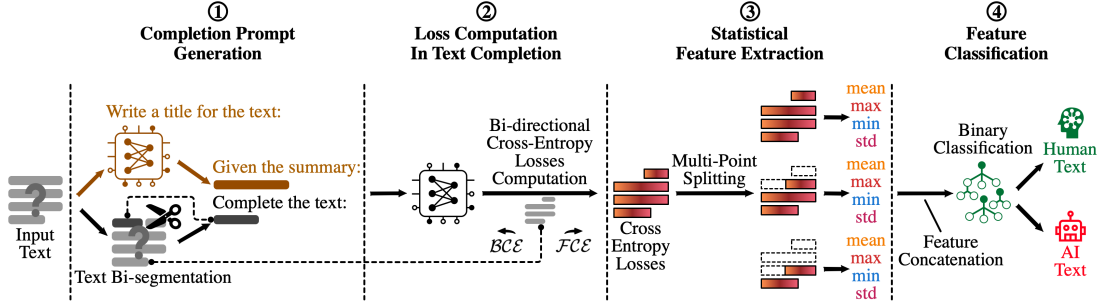 ①
Completion Prompt
Generation
②
Loss Computation
In Text Completion
③
Statistical
Feature Extraction
④
Feature
Classification
Write a title for the text:
Given the summary:
Complete the text:
Input
Text
Text Bi-segmentation
Bi-directional
Cross-Entropy
Losses
Computation
BCE
FCE
Cross
Entropy
Losses
Multi-Point
Splitting
mean
max
min
std
mean
max
min
std
mean
max
min
std
Feature
Concatenation
Binary
Classification
Human
Text
AI
Text